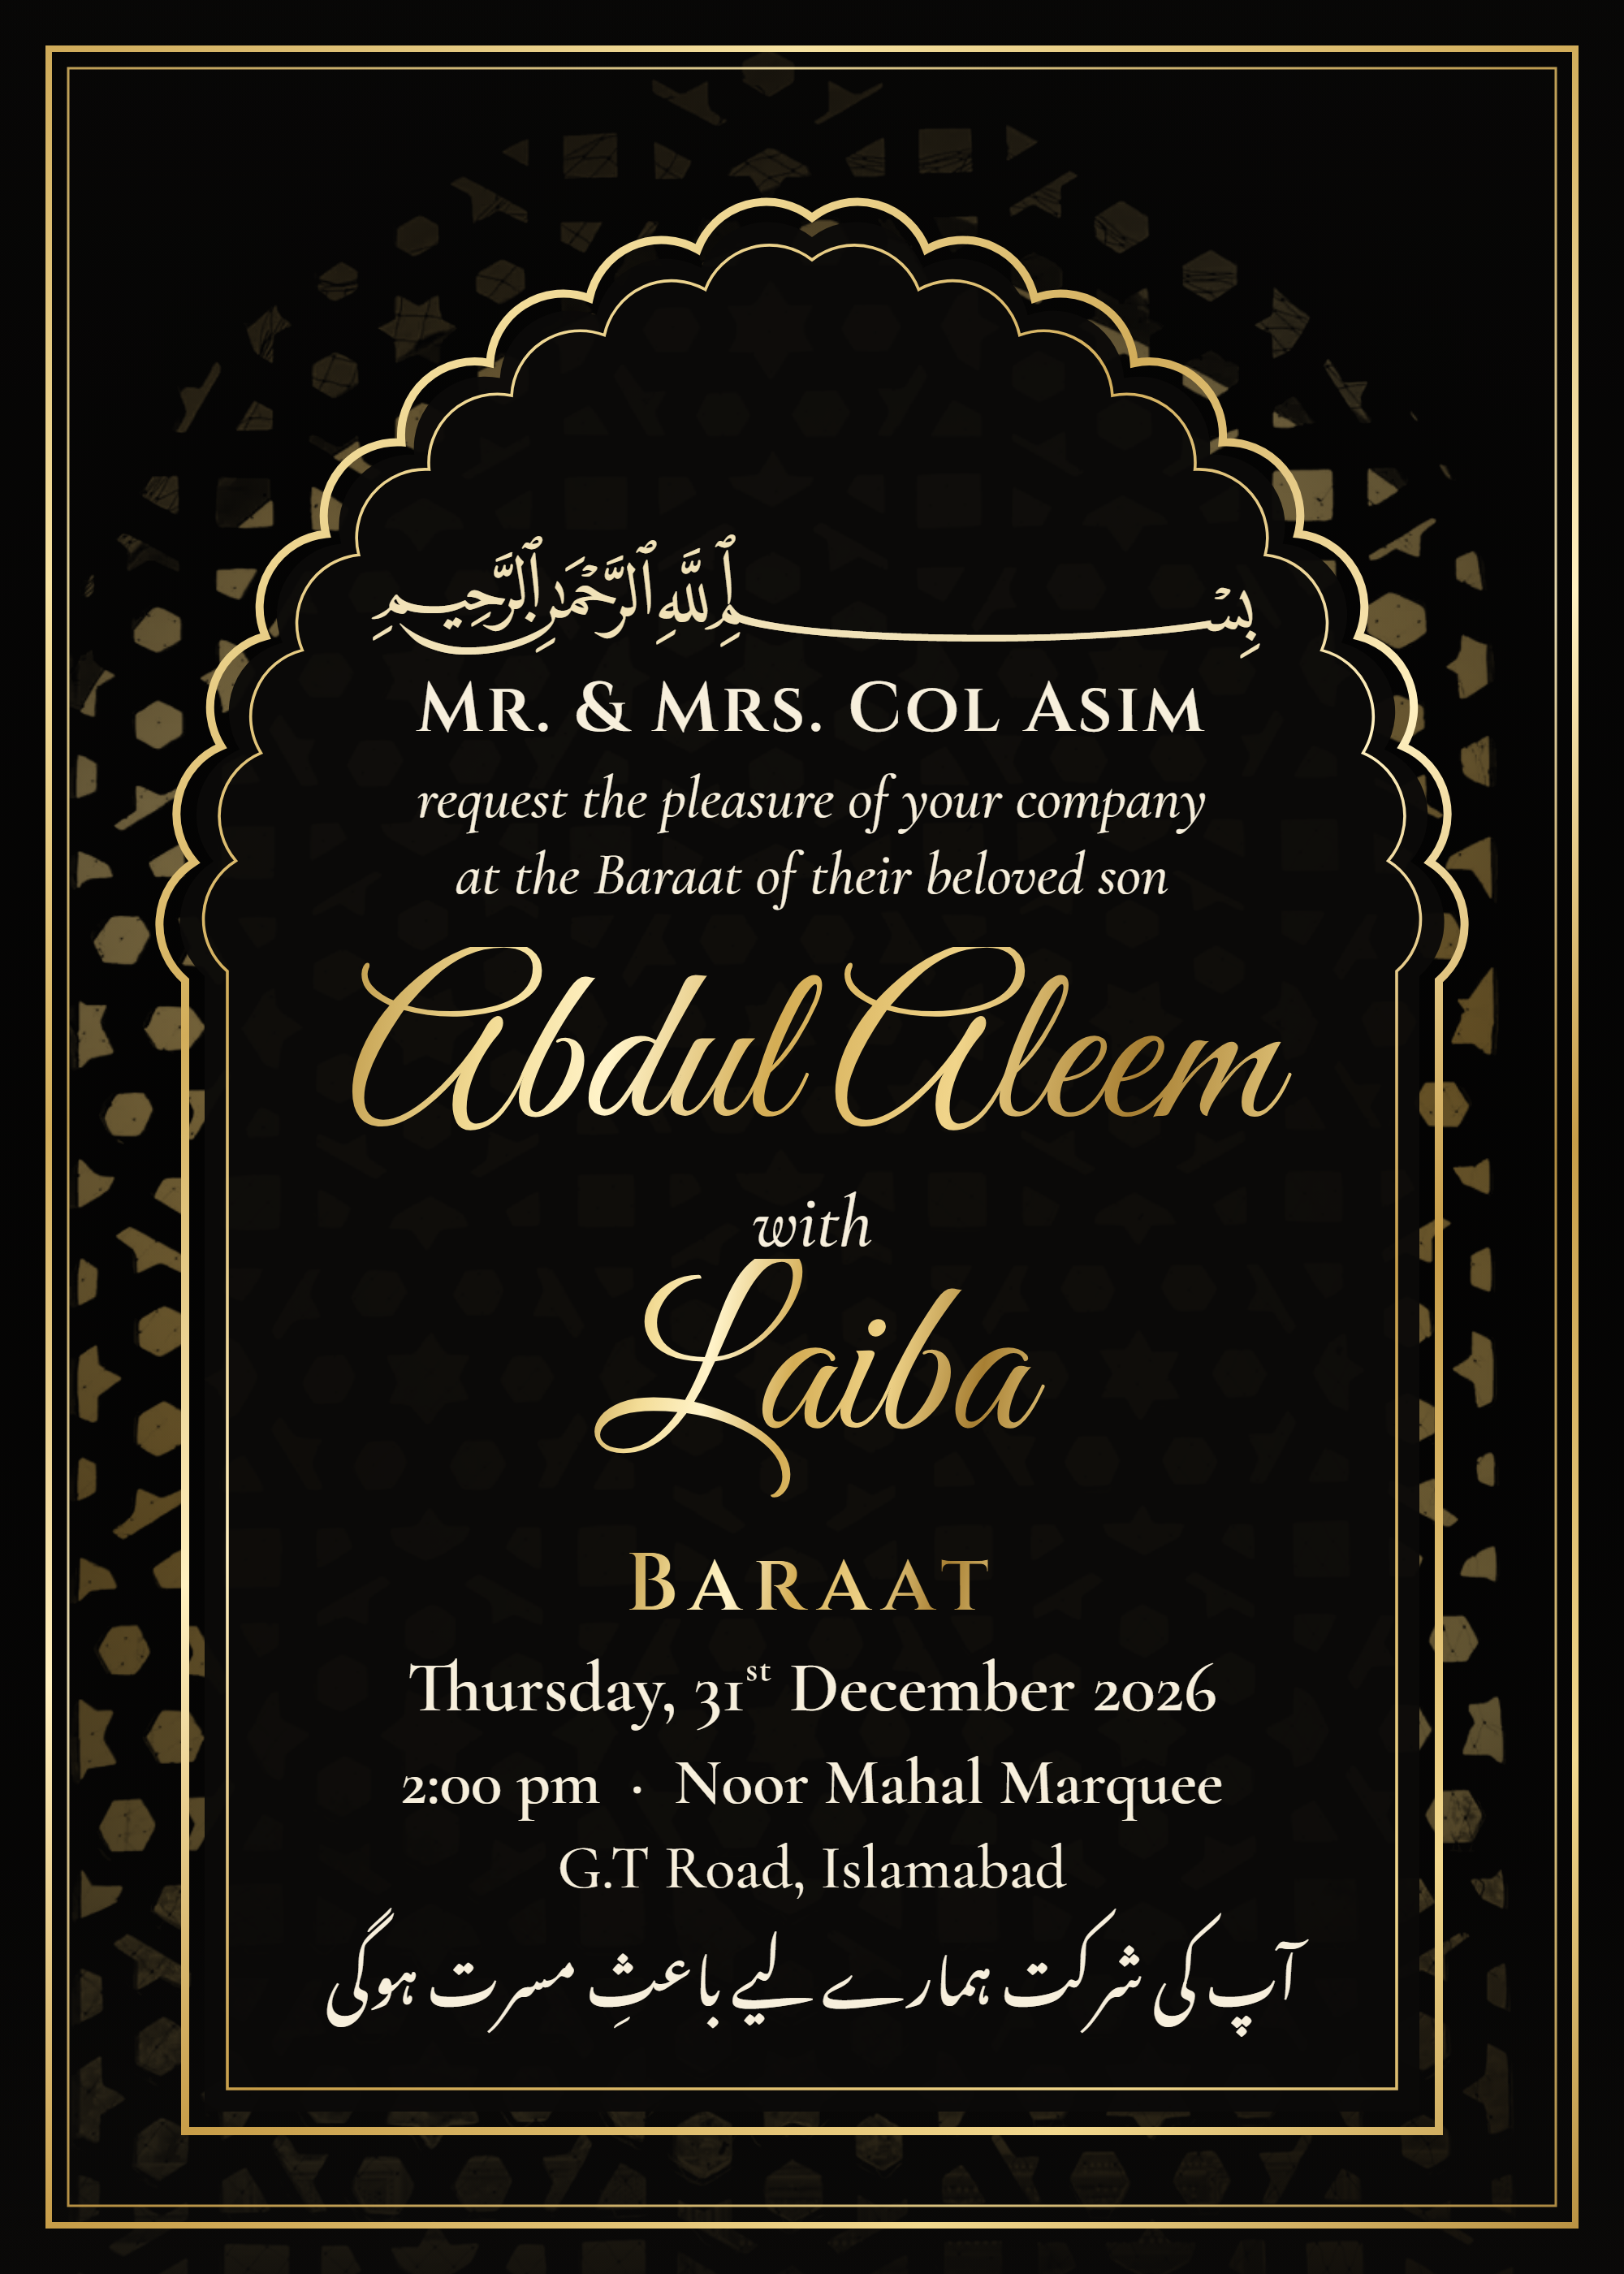 بِسْمِ ٱللَّهِ ٱلرَّحْمَٰنِ ٱلرَّحِيمِ
Mr. & Mrs. Col Asim
request the pleasure of your company
at the Baraat of their beloved son
Abdul Aleem
with
Laiba
Baraat
Thursday, 31st December 2026
2:00 pm · Noor Mahal Marquee
G.T Road, Islamabad
آپ کی شرکت ہمارے لیے باعثِ مسرت ہوگی